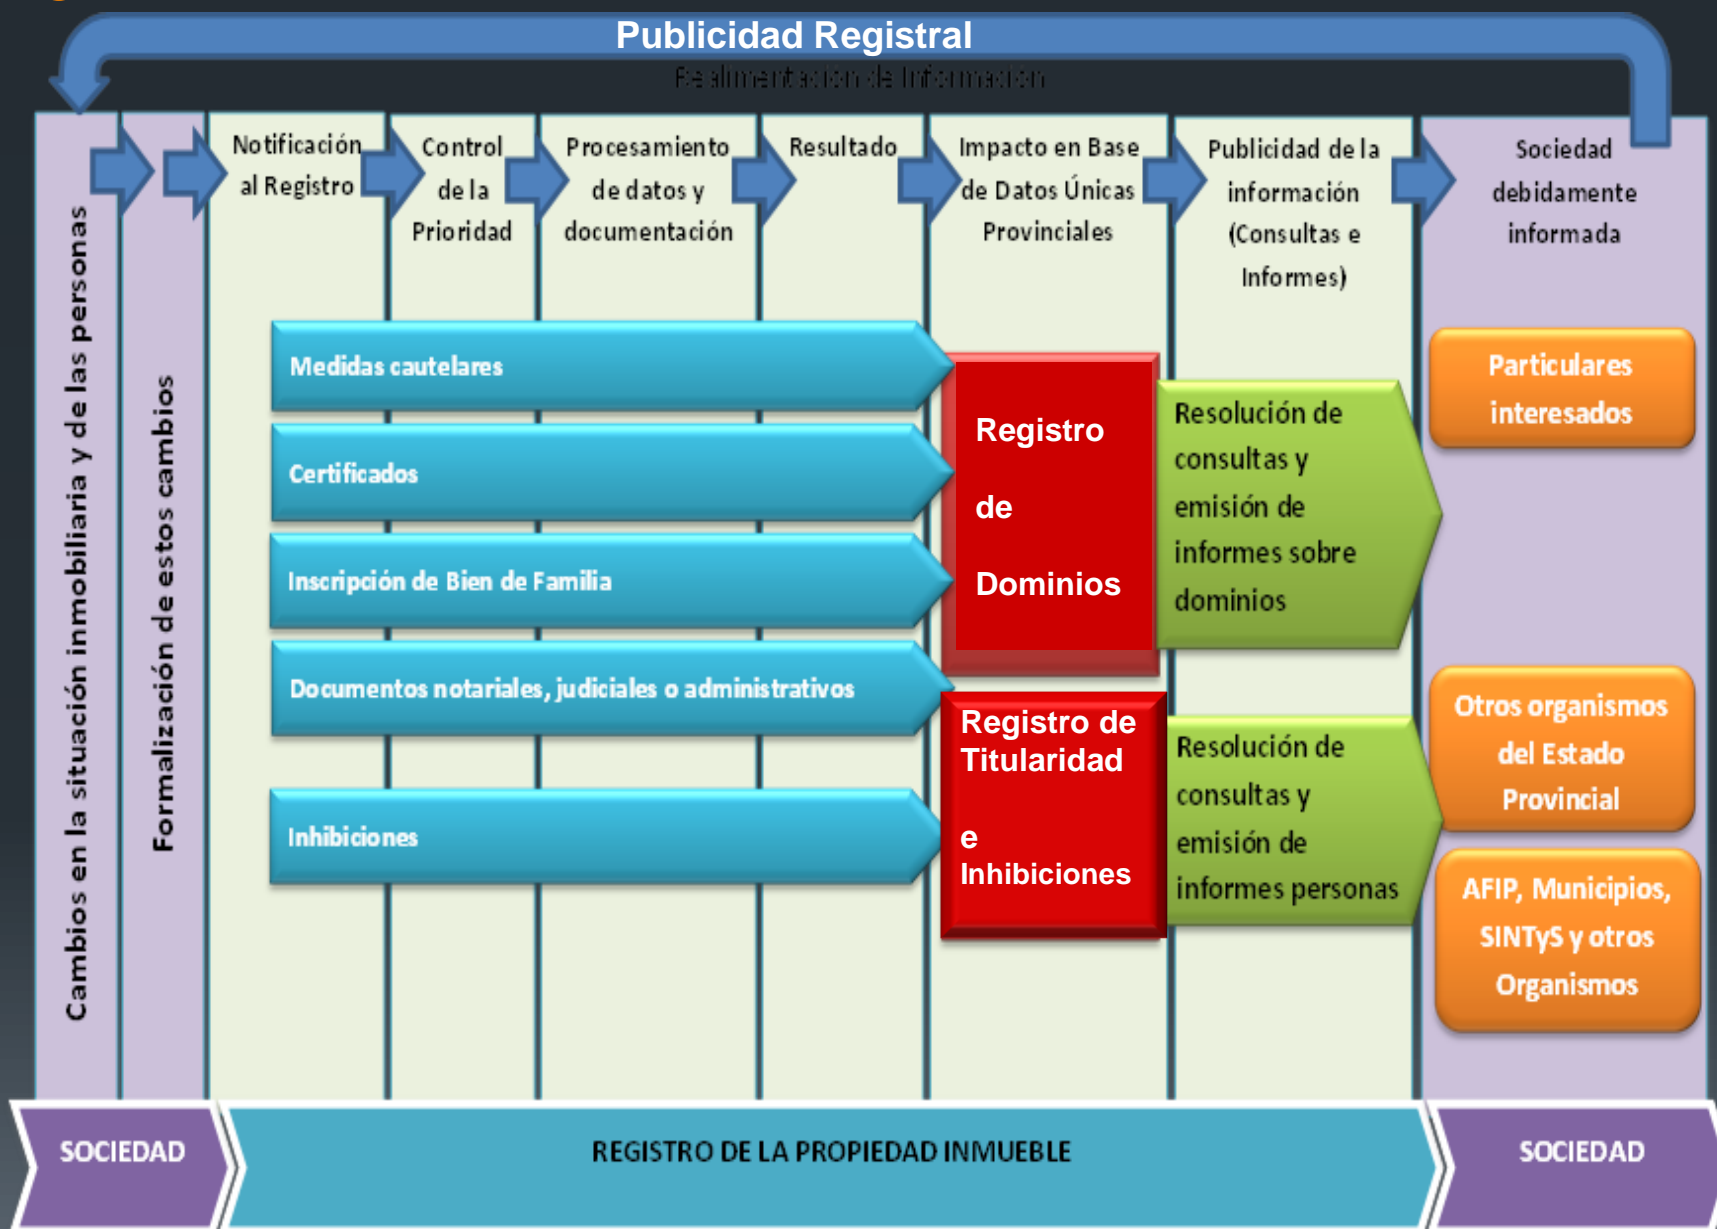 Publicidad Registral
Realimentación de Información
Cambios en la situación inmobiliaria y de las personas
Formalización de estos cambios
Notificación
al Registro
Control
de la
Prioridad
Procesamiento
de datos y
documentación
Resultado
Impacto en Base
de Datos Únicas
Provinciales
Publicidad de la
información
(Consultas e
Informes)
Sociedad
debidamente
informada
Medidas cautelares
Certificados
Inscripción de Bien de Familia
Documentos notariales, judiciales o administrativos
Inhibiciones
Registro
de
Dominios
Registro de
Titularidad
e
Inhibiciones
Resolución de
consultas y
emisión de
informes sobre
dominios
Resolución de
consultas y
emisión de
informes personas
Particulares
interesados
Otros organismos
del Estado
Provincial
AFIP, Municipios,
SINTyS y otros
Organismos
SOCIEDAD
REGISTRO DE LA PROPIEDAD INMUEBLE
SOCIEDAD